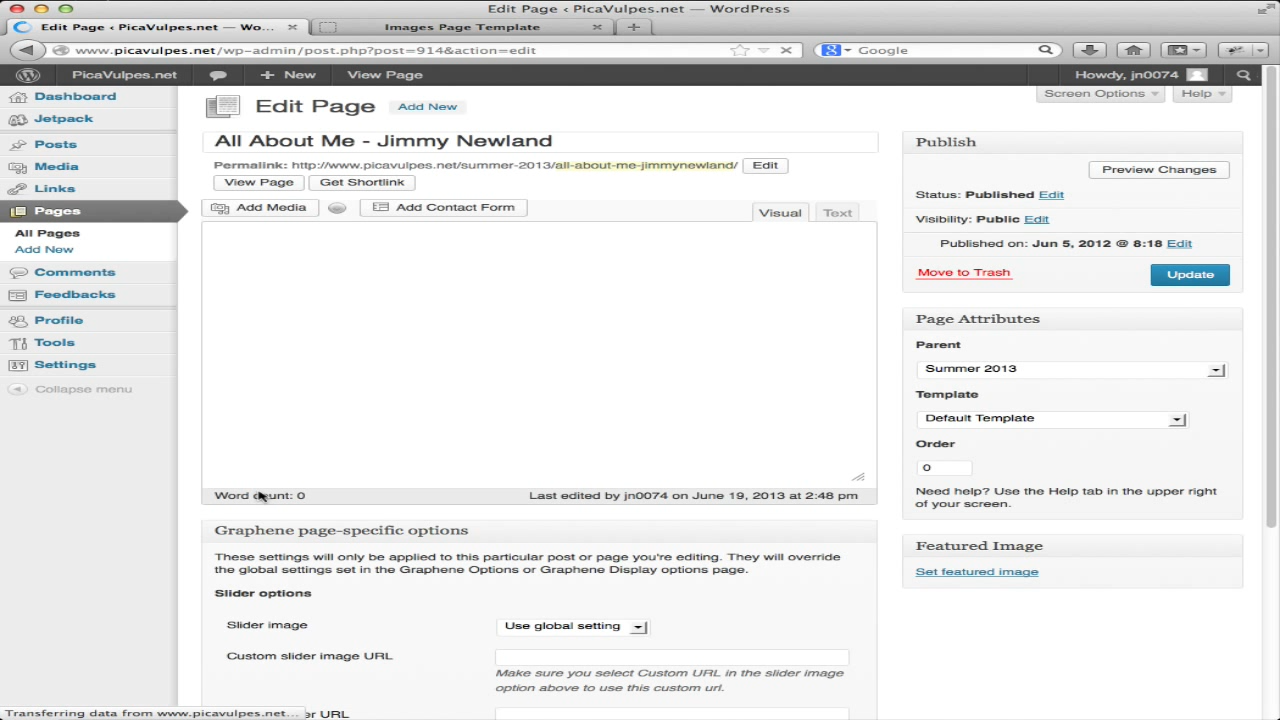 Edit Page ‹ PicaVulpes.net — WordPress
Edit Page ‹ PicaVulpes.net — Wo...
Images Page Template
www.picavulpes.net/wp-admin/post.php?post=914&action=edit
Google
PicaVulpes.net
New
View Page
Howdy, jn0074
Dashboard
Jetpack
Posts
Media
Links
Pages
All Pages
Add New
Comments
Feedbacks
Profile
Tools
Settings
Collapse menu
Screen Options
Help
Edit Page Add New
All About Me - Jimmy Newland
Permalink: http://www.picavulpes.net/summer-2013/all-about-me-jimmynewland/ Edit
View Page Get Shortlink
Add Media Add Contact Form
Visual Text
Word count: 0
Last edited by jn0074 on June 19, 2013 at 2:48 pm
Graphene page-specific options
These settings will only be applied to this particular post or page you're editing. They will override
the global settings set in the Graphene Options or Graphene Display options page.
Slider options
Slider image Use global setting
Custom slider image URL
Make sure you select Custom URL in the slider image
option above to use this custom url.
er URL
Publish
Preview Changes
Status: Published Edit
Visibility: Public Edit
Published on: Jun 5, 2012 @ 8:18 Edit
Move to Trash Update
Page Attributes
Parent
Summer 2013
Template
Default Template
Order
0
Need help? Use the Help tab in the upper right
of your screen.
Featured Image
Set featured image
Transferring data from www.picavulpes.net...